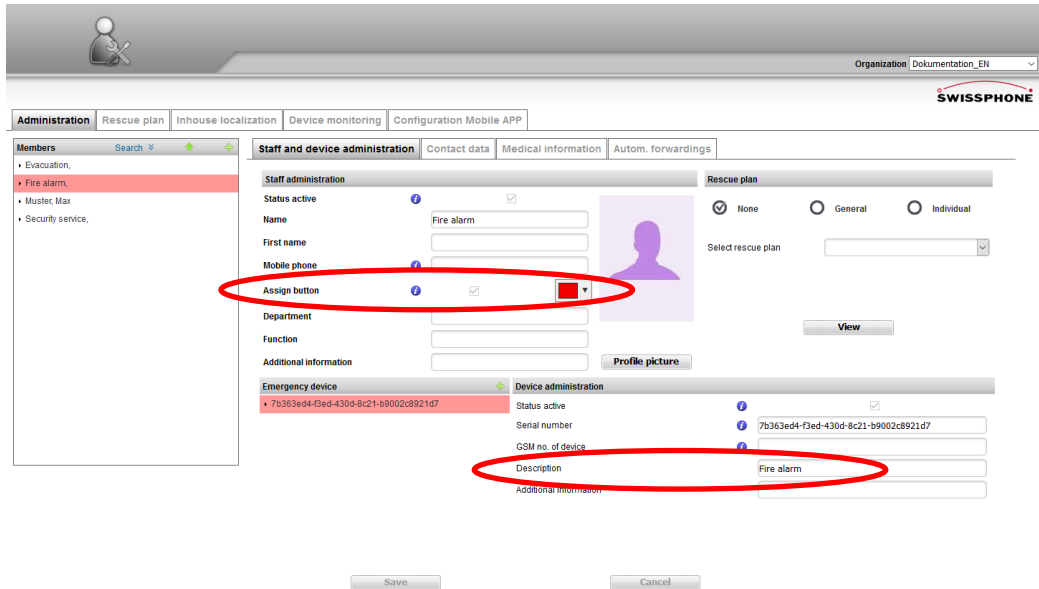 Organization Dokumentation_EN
SWISSPHONE
Administration Rescue plan Inhouse localization Device monitoring Configuration Mobile APP
Members Search
Evacuation,
Fire alarm,
Muster, Max
Security service,
Staff and device administration Contact data Medical information Autom. forwardings
Staff administration
Status active
Name Fire alarm
First name
Mobile phone
Assign button
Department
Function
Additional information
Profile picture
Rescue plan
None General Individual
Select rescue plan
View
Emergency device
7b363ed4-f3ed-430d-8c21-b9002c8921d7
Device administration
Status active
Serial number 7b363ed4-f3ed-430d-8c21-b9002c8921d7
GSM no. of device
Description Fire alarm
Additional information
Save Cancel